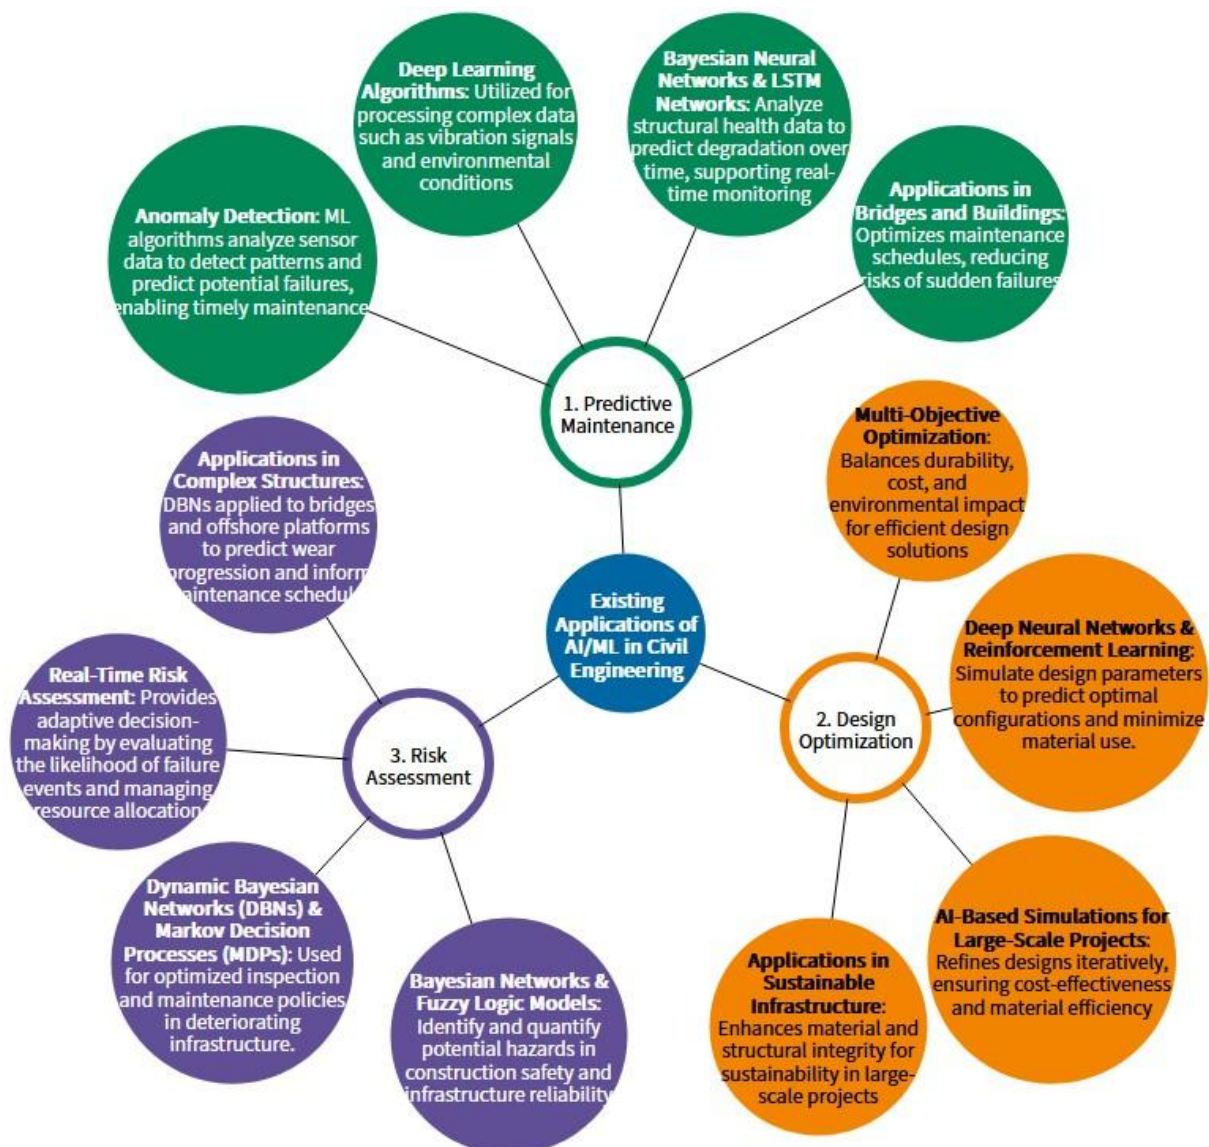 Deep Learning
Algorithms: Utilized for
processing complex data
such as vibration signals
and environmental
conditions
Bayesian Neural
Networks & LSTM
Networks: Analyze
structural health data to
predict degradation over
time, supporting real-
time monitoring
Anomaly Detection: ML
algorithms analyze sensor
data to detect patterns and
predict potential failures,
enabling timely maintenance
Applications in
Bridges and Buildings:
Optimizes maintenance
schedules, reducing
risks of sudden failures
1. Predictive
Maintenance
Applications in
Complex Structures:
DBNs applied to bridges
and offshore platforms
to predict wear
progression and inform
maintenance schedul
Multi-Objective
Optimization:
Balances durability,
cost, and
environmental impact
for efficient design
solutions
Existing
Applications of
AI/ML in Civil
Engineering
Deep Neural Networks &
Reinforcement Learning:
Simulate design parameters
to predict optimal
configurations and minimize
material use.
Real-Time Risk
Assessment: Provides
adaptive decision-
making by evaluating
the likelihood of failure
events and managing
resource allocation
3. Risk
Assessment
2. Design
Optimization
Dynamic Bayesian
Networks (DBNs) &
Markov Decision
Processes (MDPs): Used
for optimized inspection
and maintenance policies
in deteriorating
infrastructure.
Bayesian Networks &
Fuzzy Logic Models:
Identify and quantify
potential hazards in
construction safety and
infrastructure reliability
Applications in
Sustainable
Infrastructure:
Enhances material and
structural integrity for
sustainability in large-
scale projects
AI-Based Simulations for
Large-Scale Projects:
Refines designs iteratively,
ensuring cost-effectiveness
and material efficiency